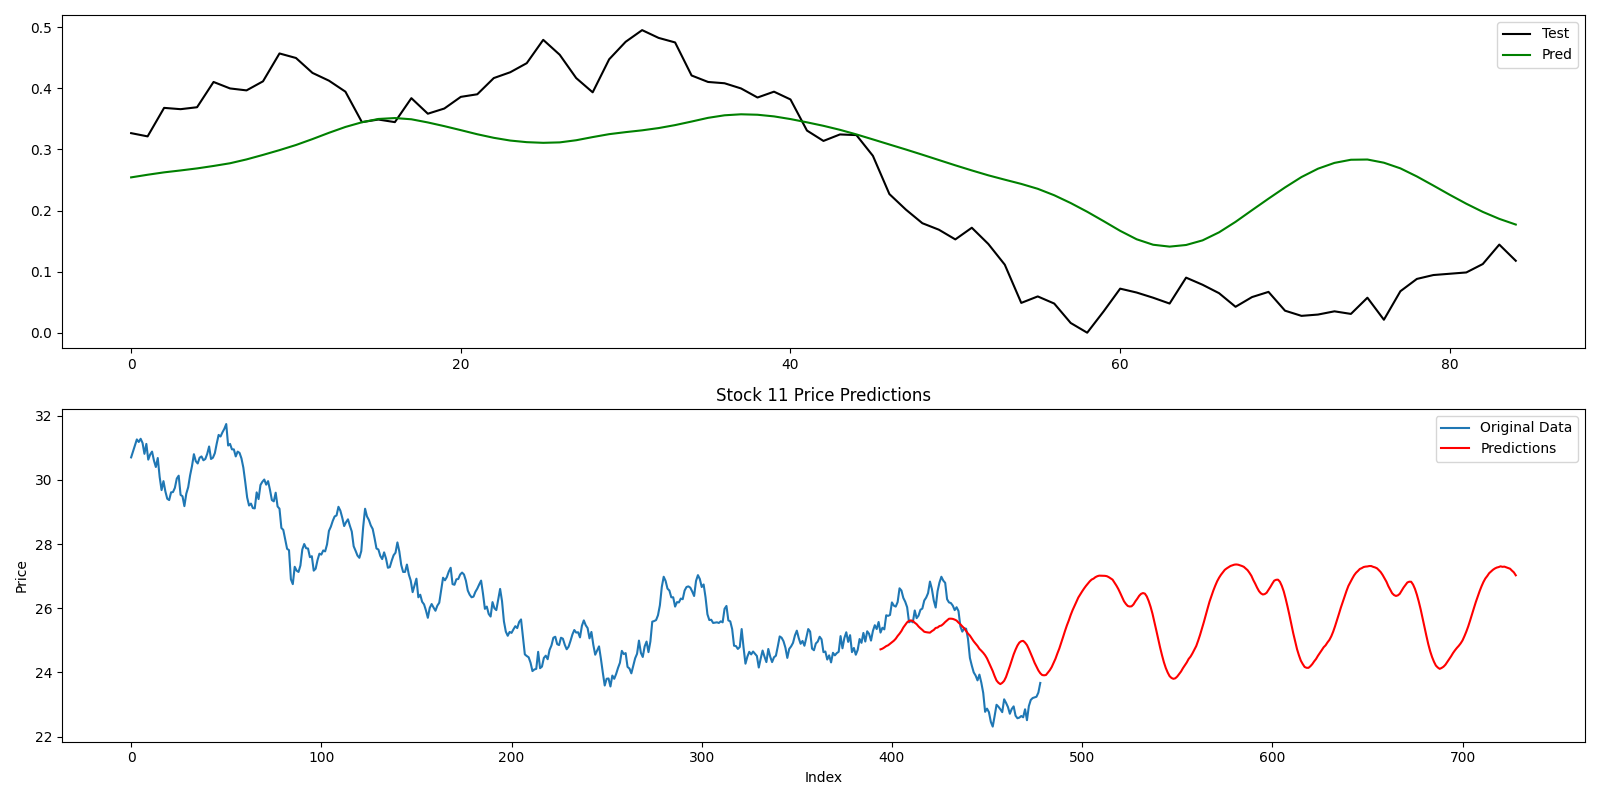 0.5
0.4
0.3
0.2
0.1
0.0
Test
Pred
0 20 40 60 80
Stock 11 Price Predictions
32
30
28
26
24
22
Price
Original Data
Predictions
0 100 200 300 400 500 600 700
Index